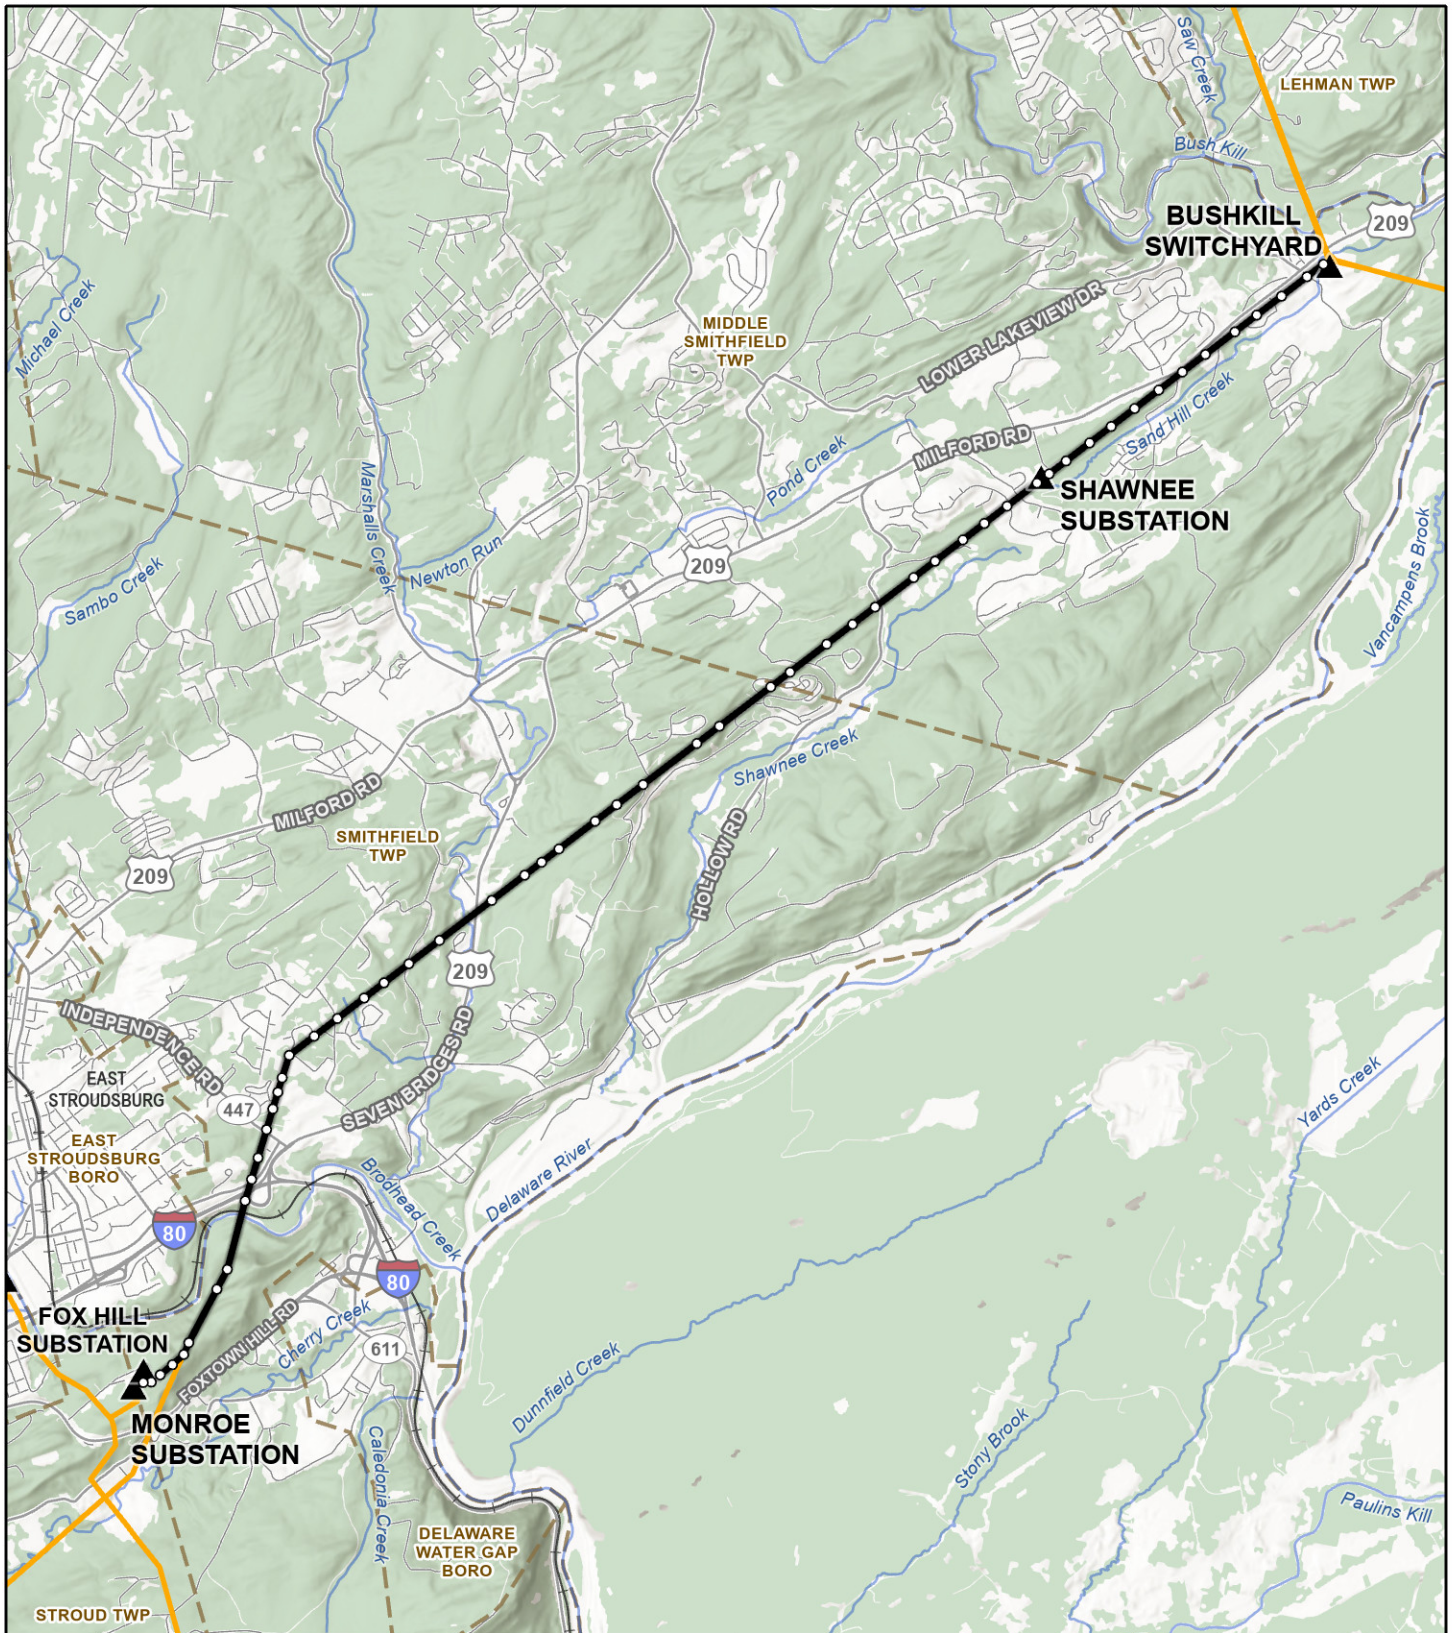 Saw Creek
LEHMAN TWP
Bush Kill
BUSHKILL
SWITCHYARD
209
Michael Creek
LOWER LAKEVIEW DR
MIDDLE
SMITHFIELD
TWP
Sand Hill Creek
MILFORD RD
Pond Creek
Marshalls Creek
SHAWNEE
SUBSTATION
Newton Run
209
Sambo Creek
Vancampens Brook
Shawnee Creek
MILFORD RD
SMITHFIELD
TWP
209
HOLLOW RD
209
INDEPENDENCE RD
EAST
STROUDSBURG
447
SEVEN BRIDGES RD
Yards Creek
EAST
STROUDSBURG
BORO
Delaware River
Brodhead Creek
80
80
FOX HILL
SUBSTATION
FOXTOWN HILL RD
Cherry Creek
611
Dunnfield Creek
MONROE
SUBSTATION
Caledonia Creek
Stony Brook
Paulins Kill
DELAWARE
WATER GAP
BORO
STROUD TWP